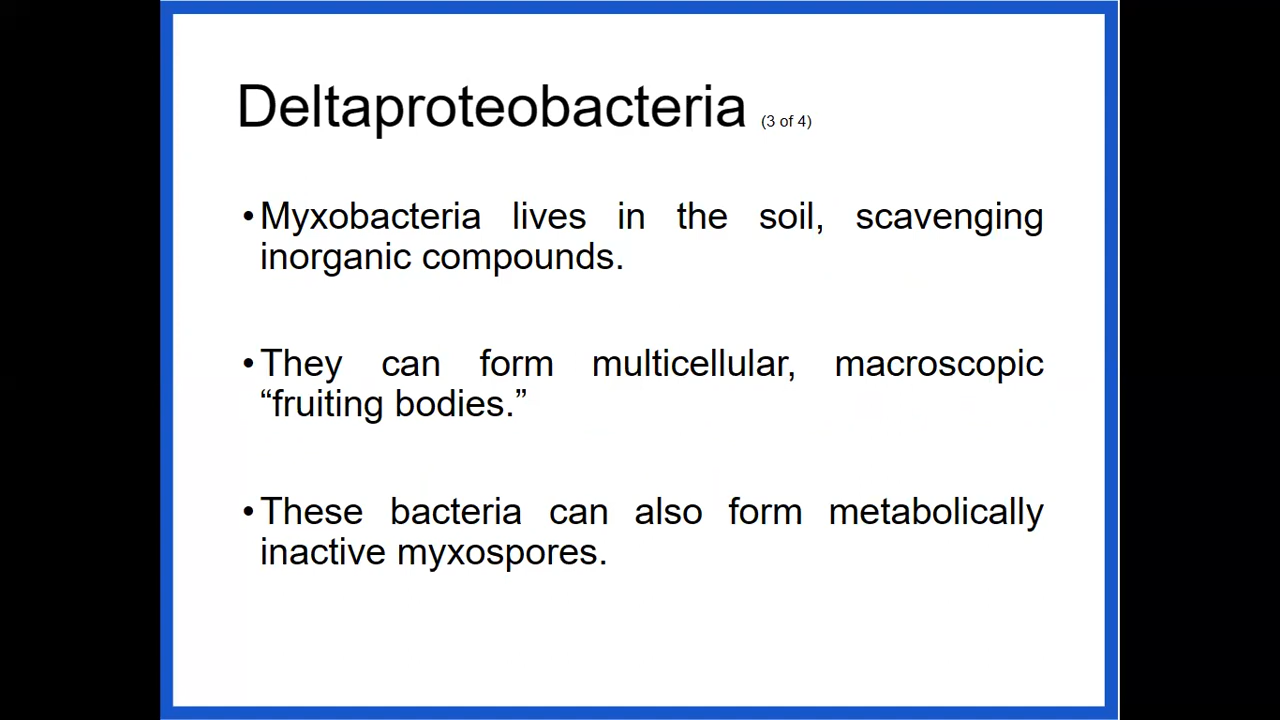 Deltaproteobacteria (3 of 4)
•Myxobacteria lives in the soil, scavenging
inorganic compounds.
•They can form multicellular, macroscopic
“fruiting bodies.”
•These bacteria can also form metabolically
inactive myxospores.